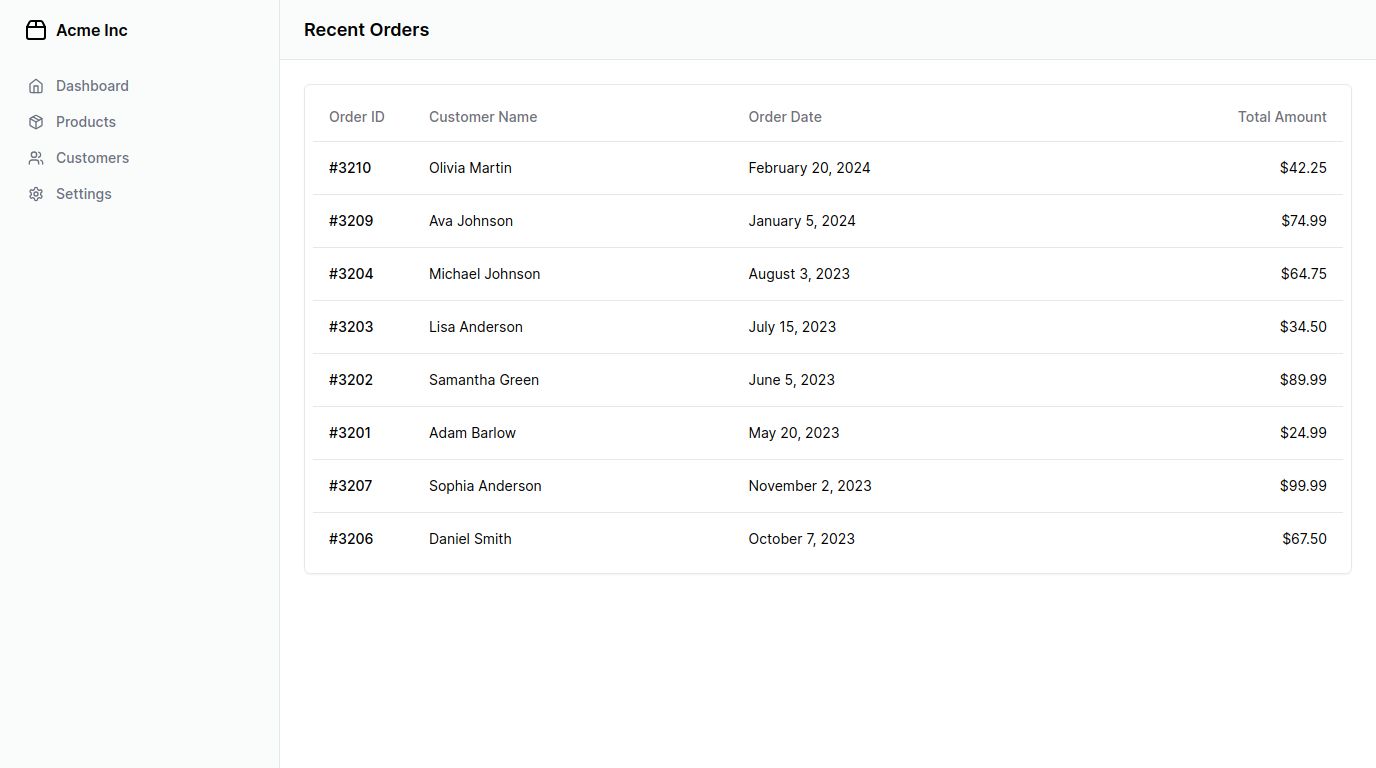 Acme Inc
Dashboard
Products
Customers
Settings
Recent Orders
Order ID Customer Name Order Date Total Amount
#3210 Olivia Martin February 20, 2024 $42.25
#3209 Ava Johnson January 5, 2024 $74.99
#3204 Michael Johnson August 3, 2023 $64.75
#3203 Lisa Anderson July 15, 2023 $34.50
#3202 Samantha Green June 5, 2023 $89.99
#3201 Adam Barlow May 20, 2023 $24.99
#3207 Sophia Anderson November 2, 2023 $99.99
#3206 Daniel Smith October 7, 2023 $67.50